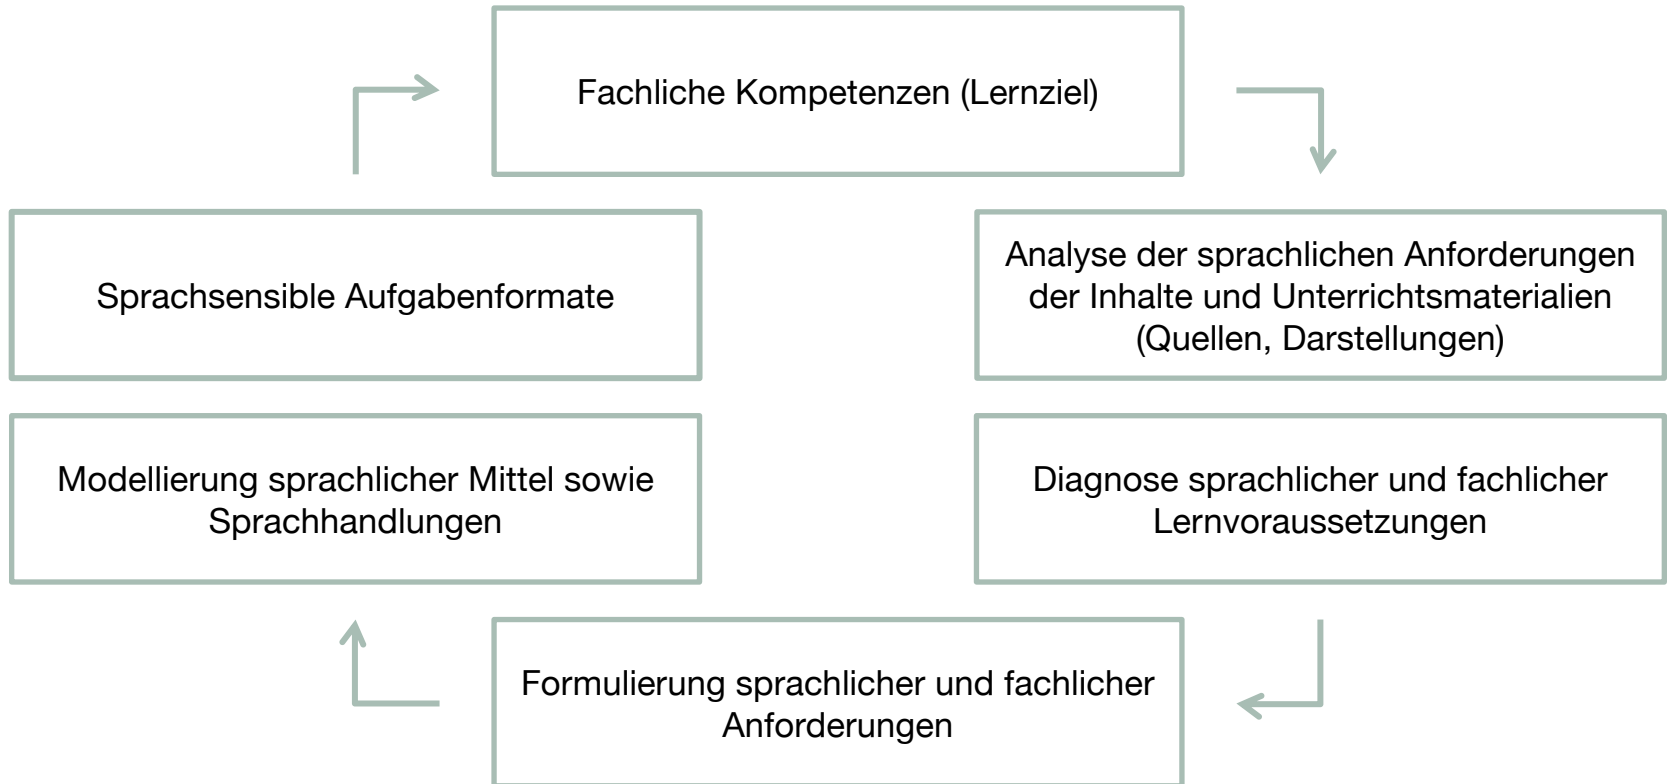 Fachliche Kompetenzen (Lernziel)
Analyse der sprachlichen Anforderungen
der Inhalte und Unterrichtsmaterialien
(Quellen, Darstellungen)
Diagnose sprachlicher und fachlicher
Lernvoraussetzungen
Formulierung sprachlicher und fachlicher
Anforderungen
Modellierung sprachlicher Mittel sowie
Sprachhandlungen
Sprachsensible Aufgabenformate